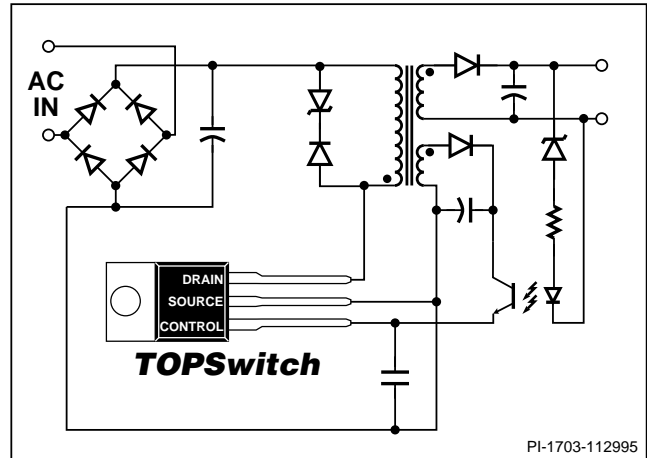 AC
IN
DRAIN
SOURCE
CONTROL
TOPSwitch
PI-1703-112995